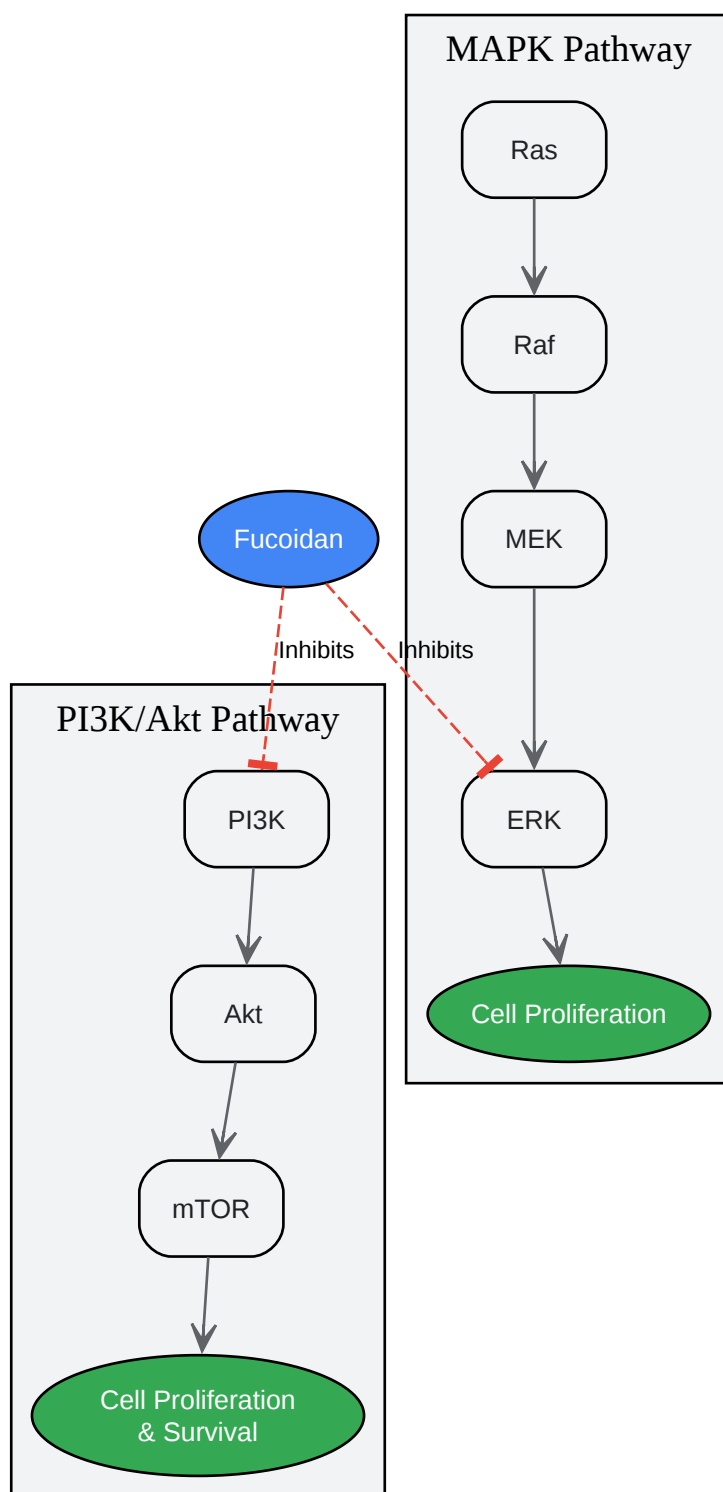 MAPK Pathway
Ras
Raf
MEK
Fucoidan
Inhibits
Inhibits
PI3K/Akt Pathway
PI3K
ERK
Akt
Cell Proliferation
mTOR
Cell Proliferation
& Survival